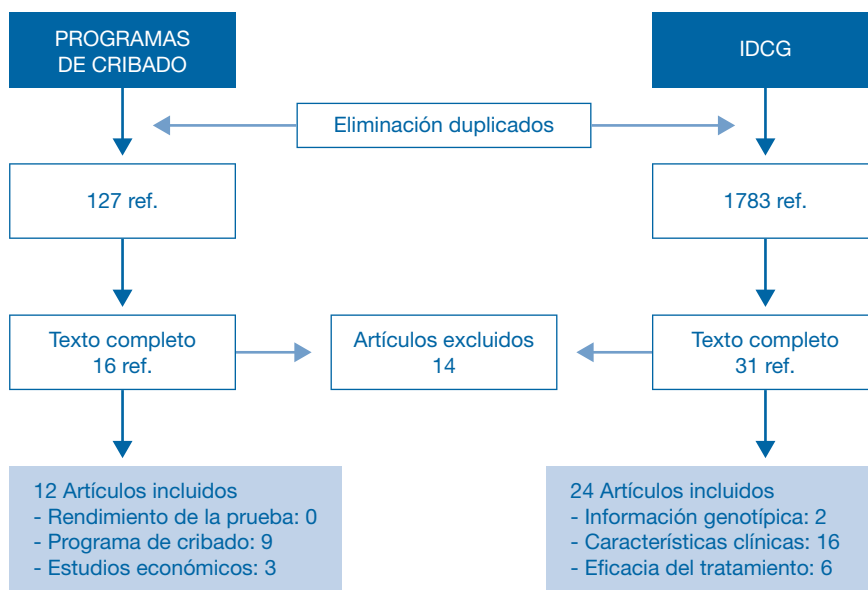 PROGRAMAS
DE CRIBADO
IDCG
Eliminación duplicados
127 ref.
1783 ref.
Texto completo
16 ref.
Artículos excluidos
14
Texto completo
31 ref.
12 Artículos incluidos
- Rendimiento de la prueba: 0
- Programa de cribado: 9
- Estudios económicos: 3
24 Artículos incluidos
- Información genotípica: 2
- Características clínicas: 16
- Eficacia del tratamiento: 6